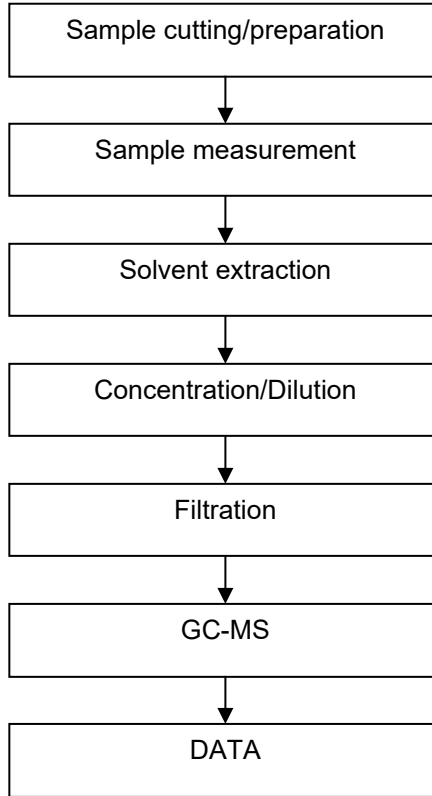 Sample cutting/preparation
Sample measurement
Solvent extraction
Concentration/Dilution
Filtration
GC-MS
DATA